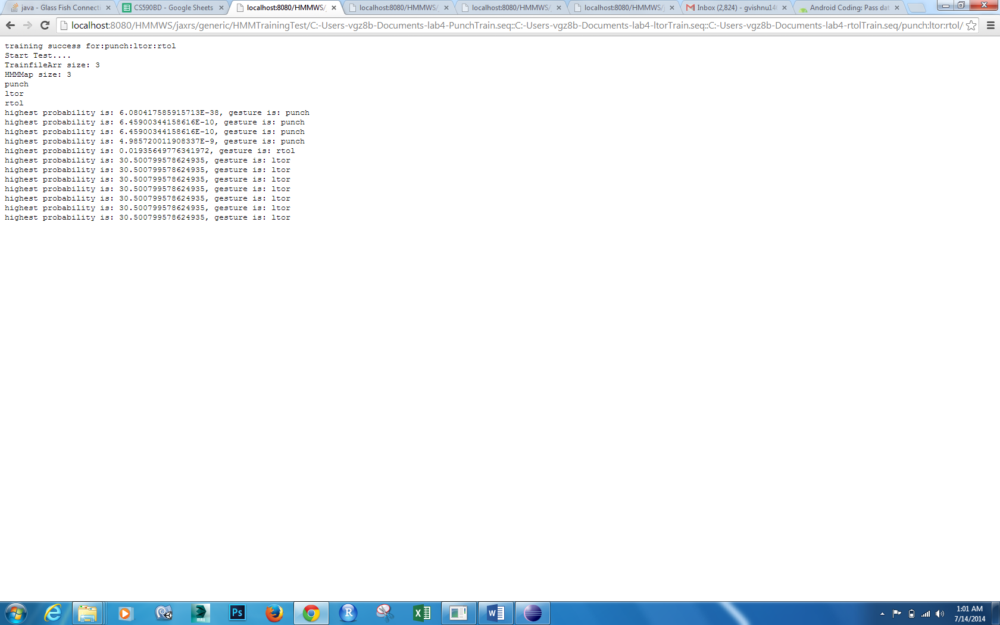 java - Glass Fish Connecti
CS590BD - Google Sheets
localhost:8080/HMMWS/
localhost:8080/HMMWS/
localhost:8080/HMMWS/
localhost:8080/HMMWS/
Inbox (2,824) - gvishnu14
Android Coding: Pass dat
localhost:8080/HMMWS/jaxrs/generic/HMMTrainingTest/C:-Users-vgz8b-Documents-lab4-PunchTrain.seq::C:-Users-vgz8b-Documents-lab4-ltorTrain.seq::C:-Users-vgz8b-Documents-lab4-rtolTrain.seq/punch:ltor:rtol/
training success for:punch:ltor:rtol
Start Test....
TrainfileArr size: 3
HMMMap size: 3
punch
ltor
rtol
highest probability is: 6.080417585915713E-38, gesture is: punch
highest probability is: 6.45900344158616E-10, gesture is: punch
highest probability is: 6.45900344158616E-10, gesture is: punch
highest probability is: 4.985720011908337E-9, gesture is: punch
highest probability is: 0.01935649776341972, gesture is: rtol
highest probability is: 30.500799578624935, gesture is: ltor
highest probability is: 30.500799578624935, gesture is: ltor
highest probability is: 30.500799578624935, gesture is: ltor
highest probability is: 30.500799578624935, gesture is: ltor
highest probability is: 30.500799578624935, gesture is: ltor
highest probability is: 30.500799578624935, gesture is: ltor
highest probability is: 30.500799578624935, gesture is: ltor
MAX
Ps
R
X
W
1:01 AM
7/14/2014